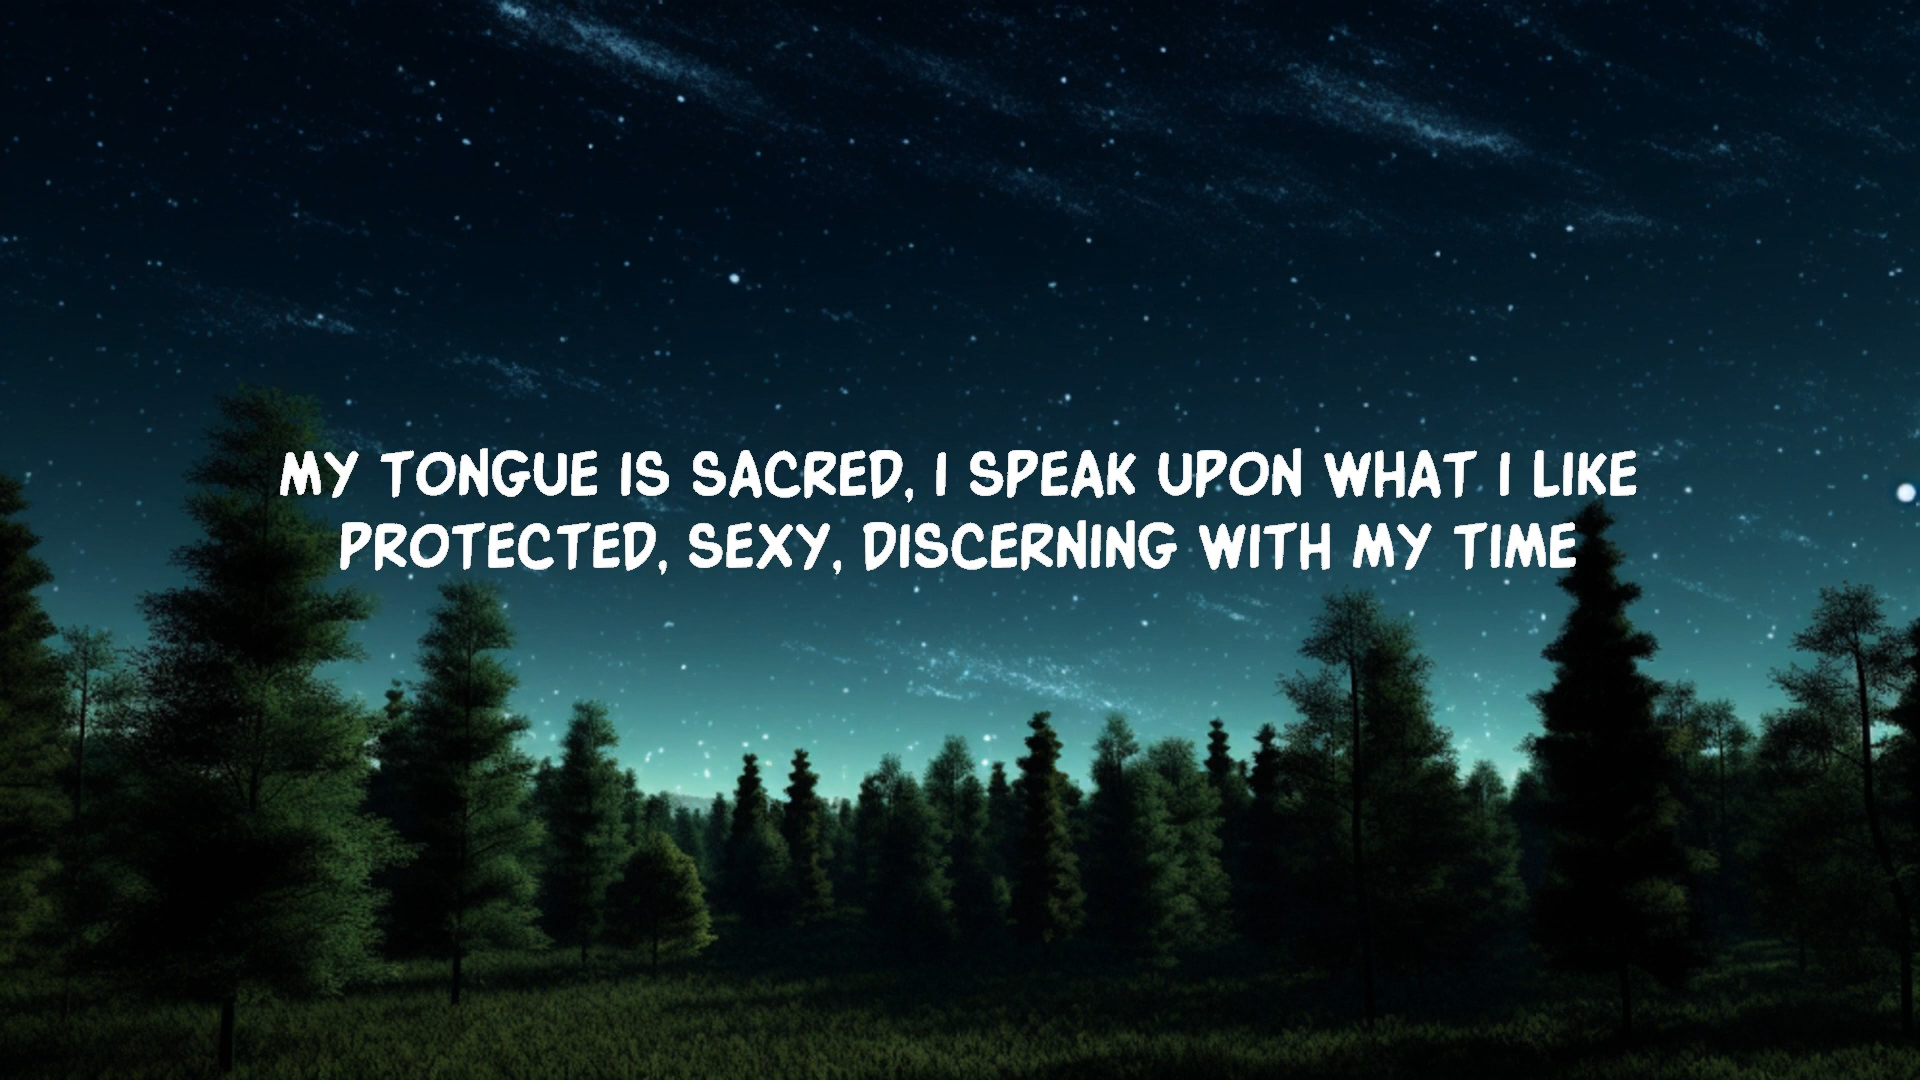 MY TONGUE IS SACRED, I SPEAK UPON WHAT I LIKE
PROTECTED, SEXY, DISCERNING WITH MY TIME